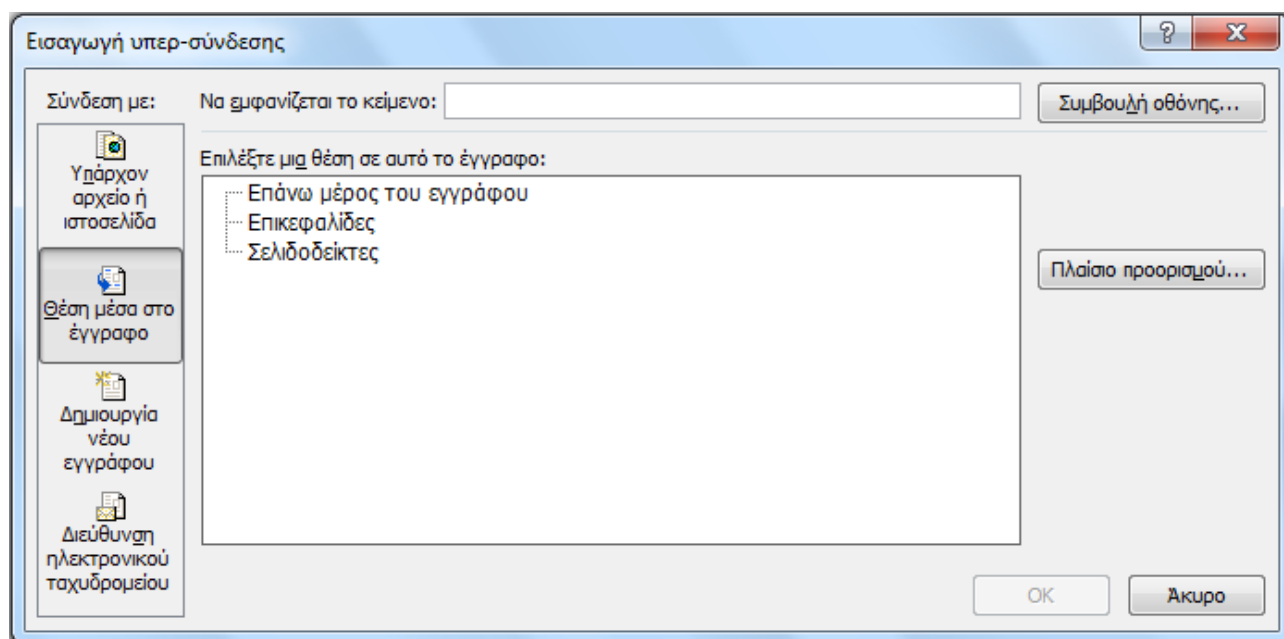 Εισαγωγή υπερ-σύνδεσης
Σύνδεση με:
Να εμφανίζεται το κείμενο:
Συμβουλή οθόνης...
Υπάρχον
αρχείο ή
ιστοσελίδα
Θέση μέσα στο
έγγραφο
Δημιουργία
νέου
εγγράφου
Διεύθυνση
ηλεκτρονικού
ταχυδρομείου
Επιλέξτε μια θέση σε αυτό το έγγραφο:
Επάνω μέρος του εγγράφου
Επικεφαλίδες
Σελιδοδείκτες
Πλαίσιο προορισμού...
OK
Άκυρο